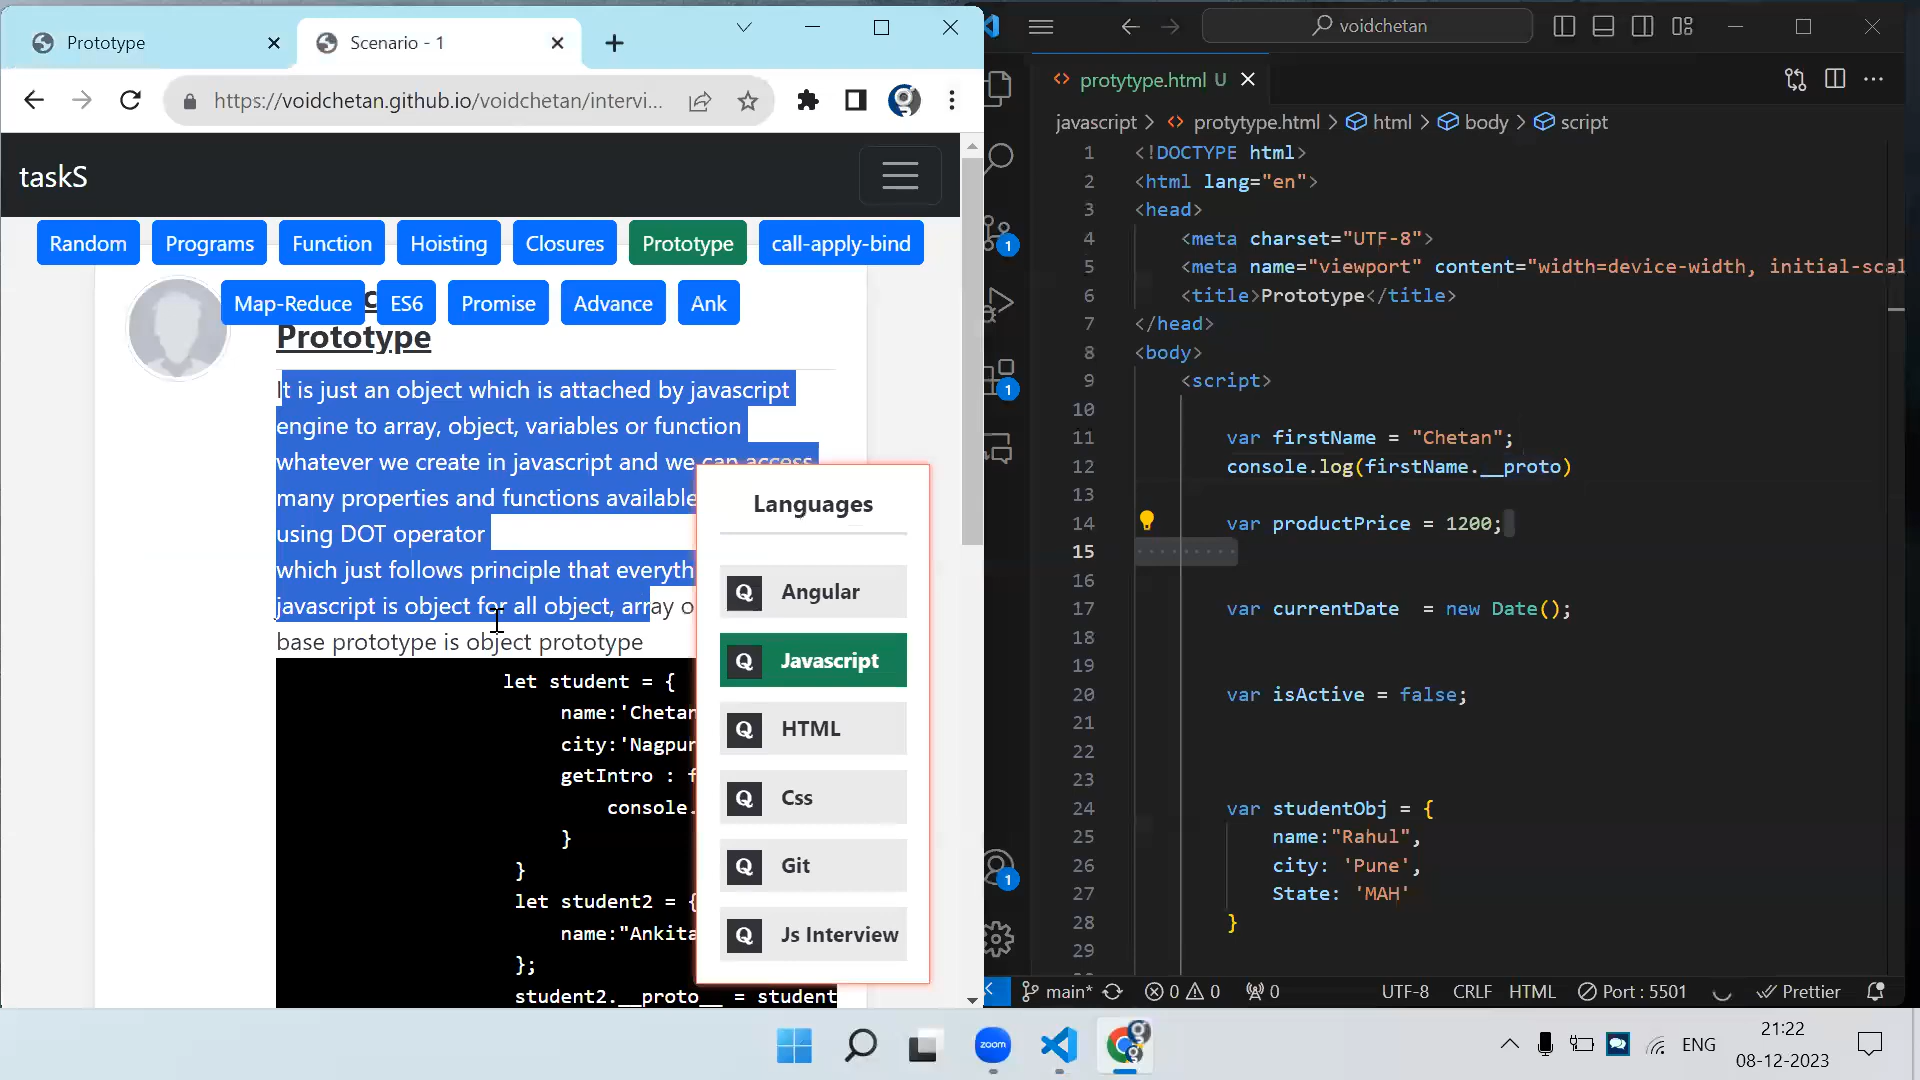 Prototype
Scenario - 1
https://voidchetan.github.io/voidchetan/intervi...
taskS
Random
Programs
Function
Hoisting
Closures
Prototype
call-apply-bind
Map-Reduce
ES6
Promise
Advance
Ank
Prototype
It is just an object which is attached by javascript
engine to array, object, variables or function
whatever we create in javascript and we can access
many properties and functions available
using DOT operator
which just follows principle that everyth
javascript is object for all object, array o
base prototype is object prototype
let student = {
name:'Chetan
city:'Nagpur
getIntro : f
console.
}
}
let student2 = {
name:"Ankita
};
student2.__proto__ = student
Languages
Q Angular
Q Javascript
Q HTML
Q Css
Q Git
Q Js Interview
voidchetan
protytype.html U
javascript > protytype.html > html > body > script
1 <!DOCTYPE html>
2 <html lang="en">
3 <head>
4 <meta charset="UTF-8">
5 <meta name="viewport" content="width=device-width, initial-scal
6 <title>Prototype</title>
7 </head>
8 <body>
9 <script>
10
11 var firstName = "Chetan";
12 console.log(firstName.__proto)
13
14 var productPrice = 1200;
15
16
17 var currentDate = new Date();
18
19
20 var isActive = false;
21
22
23
24 var studentObj = {
25 name:"Rahul",
26 city: 'Pune',
27 State: 'MAH'
28 }
29
1
1
1
main* 0 0 0 UTF-8 CRLF HTML Port : 5501 Prettier
zoom
ENG
21:22
08-12-2023